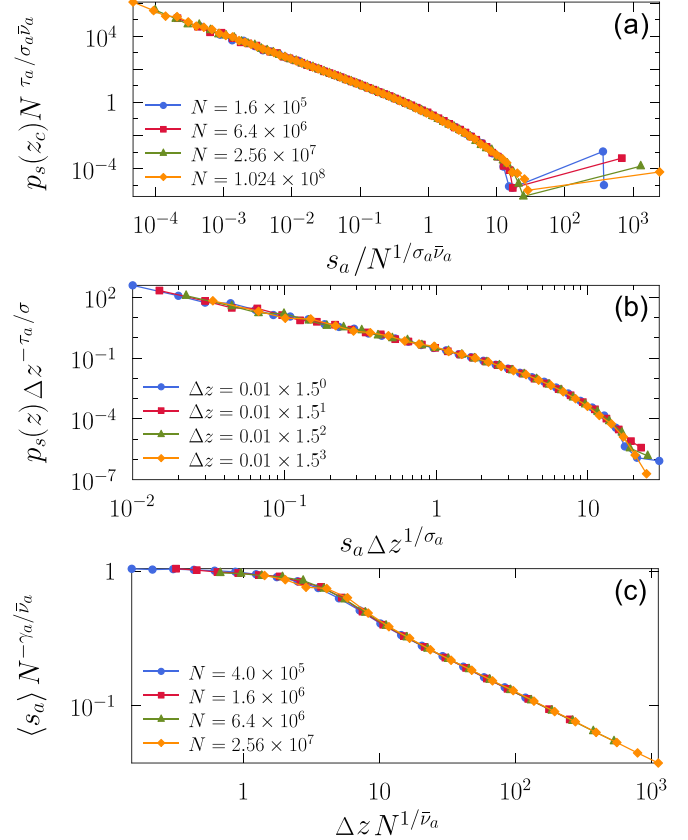 (a)
p_s(z_c)N^{τ_a/σ_a ν̄_a}
10^4
1
10^{-4}
N = 1.6 × 10^5
N = 6.4 × 10^6
N = 2.56 × 10^7
N = 1.024 × 10^8
10^{-4} 10^{-3} 10^{-2} 10^{-1} 1 10 10^2 10^3
s_a/N^{1/σ_a ν̄_a}
(b)
p_s(z) Δz^{-τ_a/σ}
10^2
10^{-1}
10^{-4}
10^{-7}
Δz = 0.01 × 1.5^0
Δz = 0.01 × 1.5^1
Δz = 0.01 × 1.5^2
Δz = 0.01 × 1.5^3
10^{-2} 10^{-1} 1 10
s_a Δz^{1/σ_a}
(c)
⟨s_a⟩ N^{-γ_a/ν̄_a}
1
10^{-1}
N = 4.0 × 10^5
N = 1.6 × 10^6
N = 6.4 × 10^6
N = 2.56 × 10^7
1 10 10^2 10^3
Δz N^{1/ν̄_a}